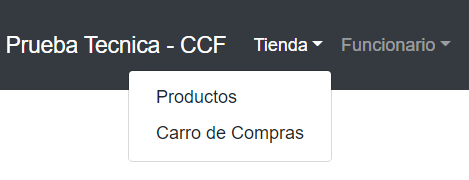 Prueba Tecnica - CCF Tienda Funcionario
Productos
Carro de Compras